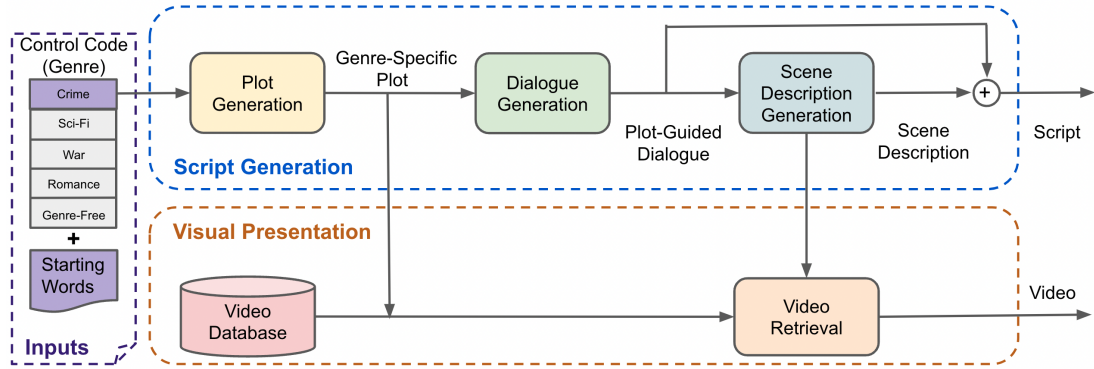 Control Code
(Genre)
Crime
Sci-Fi
War
Romance
Genre-Free
+
Starting
Words
Inputs
Plot
Generation
Genre-Specific
Plot
Dialogue
Generation
Plot-Guided
Dialogue
Scene
Description
Generation
Scene
Description
+
Script
Script Generation
Visual Presentation
Video
Database
Video
Retrieval
Video